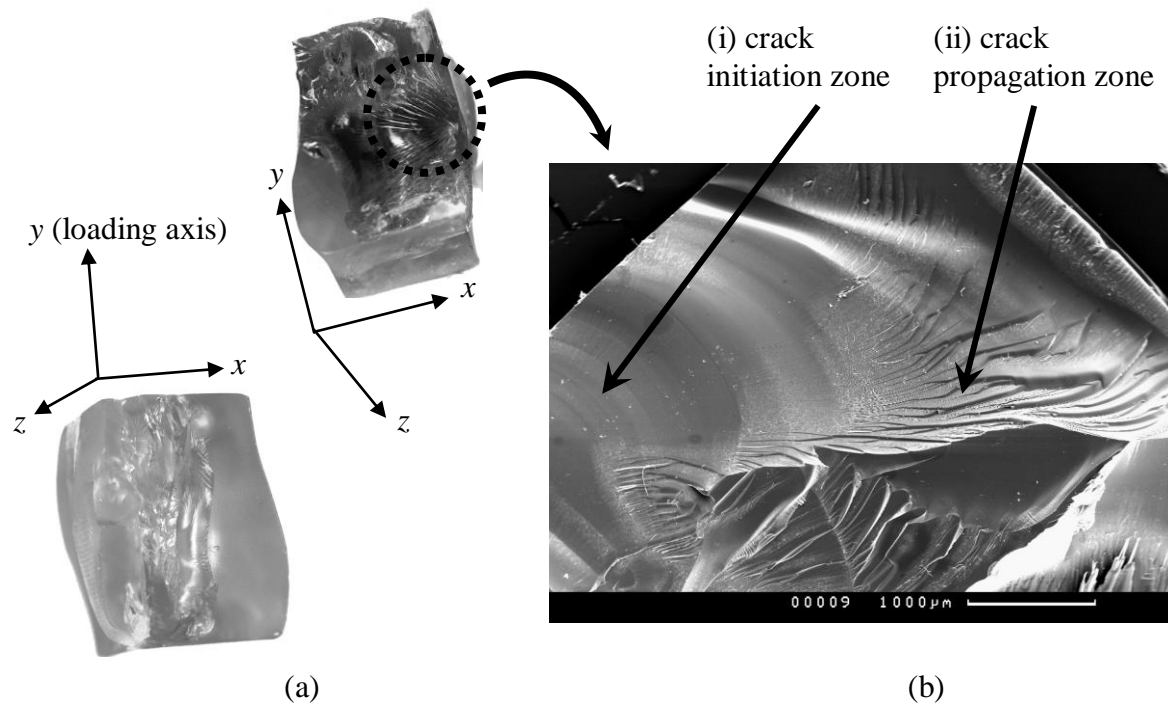 (i) crack
initiation zone
(ii) crack
propagation zone
y
y (loading axis)
x
x
z
z
00009 1000µm
(a)
(b)